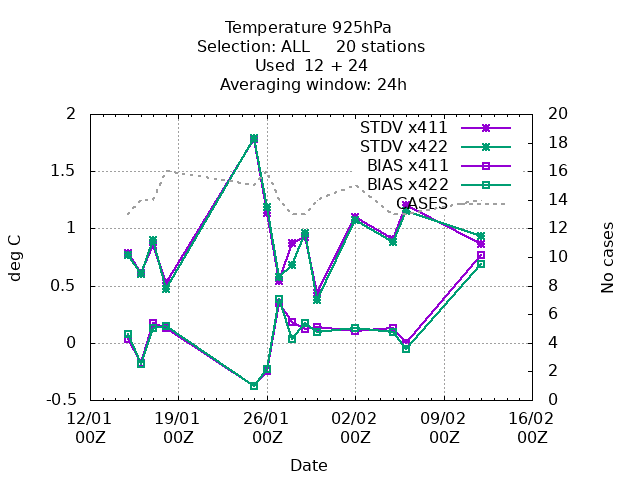 Temperature 925hPa
Selection: ALL     20 stations
Used  12 + 24
Averaging window: 24h
2
1.5
1
0.5
0
-0.5
20
18
16
14
12
10
8
6
4
2
0
STDV x411
STDV x422
BIAS x411
BIAS x422
CASES
deg C
No cases
12/01 19/01 26/01 02/02 09/02 16/02
00Z 00Z 00Z 00Z 00Z 00Z
Date